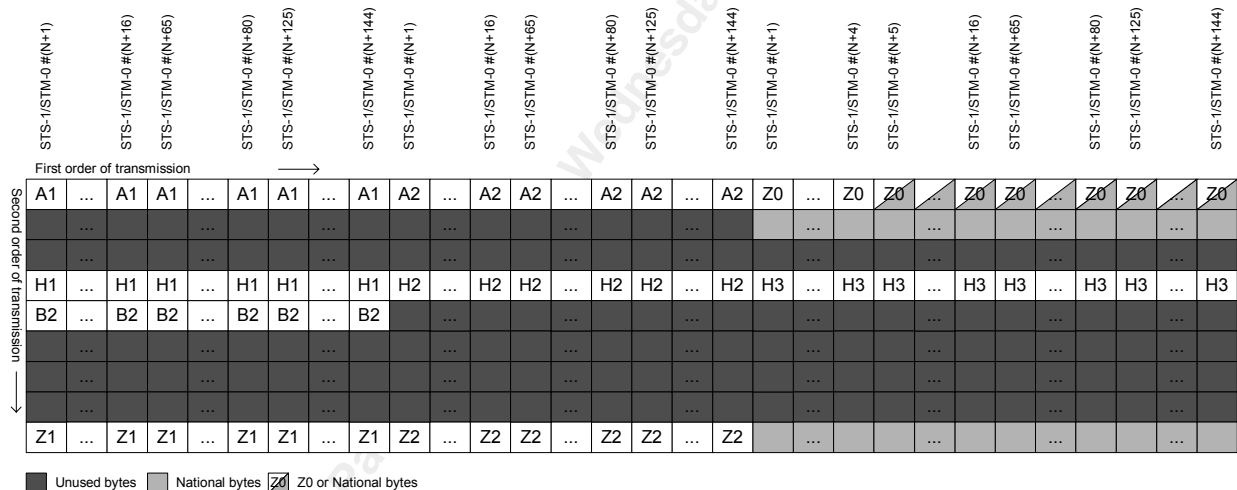 STS-1/STM-0 #(N+1)
STS-1/STM-0 #(N+16)
STS-1/STM-0 #(N+65)
STS-1/STM-0 #(N+80)
STS-1/STM-0 #(N+125)
STS-1/STM-0 #(N+144)
STS-1/STM-0 #(N+1)
STS-1/STM-0 #(N+16)
STS-1/STM-0 #(N+65)
STS-1/STM-0 #(N+80)
STS-1/STM-0 #(N+125)
STS-1/STM-0 #(N+144)
STS-1/STM-0 #(N+1)
STS-1/STM-0 #(N+4)
STS-1/STM-0 #(N+5)
STS-1/STM-0 #(N+16)
STS-1/STM-0 #(N+65)
STS-1/STM-0 #(N+80)
STS-1/STM-0 #(N+125)
STS-1/STM-0 #(N+144)
Wednesda
First order of transmission
Second order of transmission
A1 ... A1 A1 ... A1 A1 ... A1 A2 ... A2 A2 ... A2 A2 ... A2 Z0 ... Z0 Z0 ... Z0 Z0 ... Z0 Z0 ... Z0
... ... ... ... ... ... ... ... ... ...
... ... ... ... ... ... ... ... ... ...
H1 ... H1 H1 ... H1 H1 ... H1 H2 ... H2 H2 ... H2 H2 ... H2 H3 ... H3 H3 ... H3 H3 ... H3 H3 ... H3
B2 ... B2 B2 ... B2 B2 ... B2 ... ... ... ... ... ... ...
... ... ... ... ... ... ... ... ... ...
... ... ... ... ... ... ... ... ... ...
... ... ... ... ... ... ... ... ... ...
Z1 ... Z1 Z1 ... Z1 Z1 ... Z1 Z2 ... Z2 Z2 ... Z2 Z2 ... Z2 ... ... ... ...
Unused bytes National bytes Z0 Z0 or National bytes